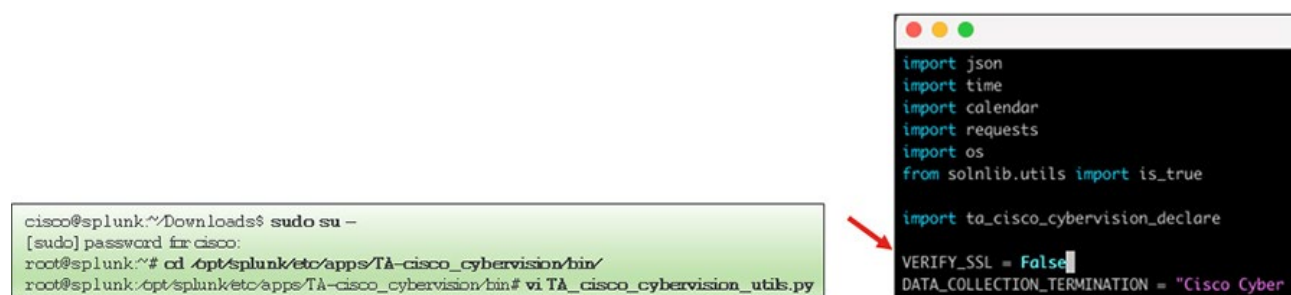 cisco@splunk:~/Downloads$ sudo su –
[sudo] password for cisco:
root@splunk:~# cd /opt/splunk/etc/apps/TA-cisco_cybervision/bin/
root@splunk:/opt/splunk/etc/apps/TA-cisco_cybervision/bin# vi TA_cisco_cybervision_utils.py
import json
import time
import calendar
import requests
import os
from solnlib.utils import is_true
import ta_cisco_cybervision_declare
VERIFY_SSL = False
DATA_COLLECTION_TERMINATION = "Cisco Cyber